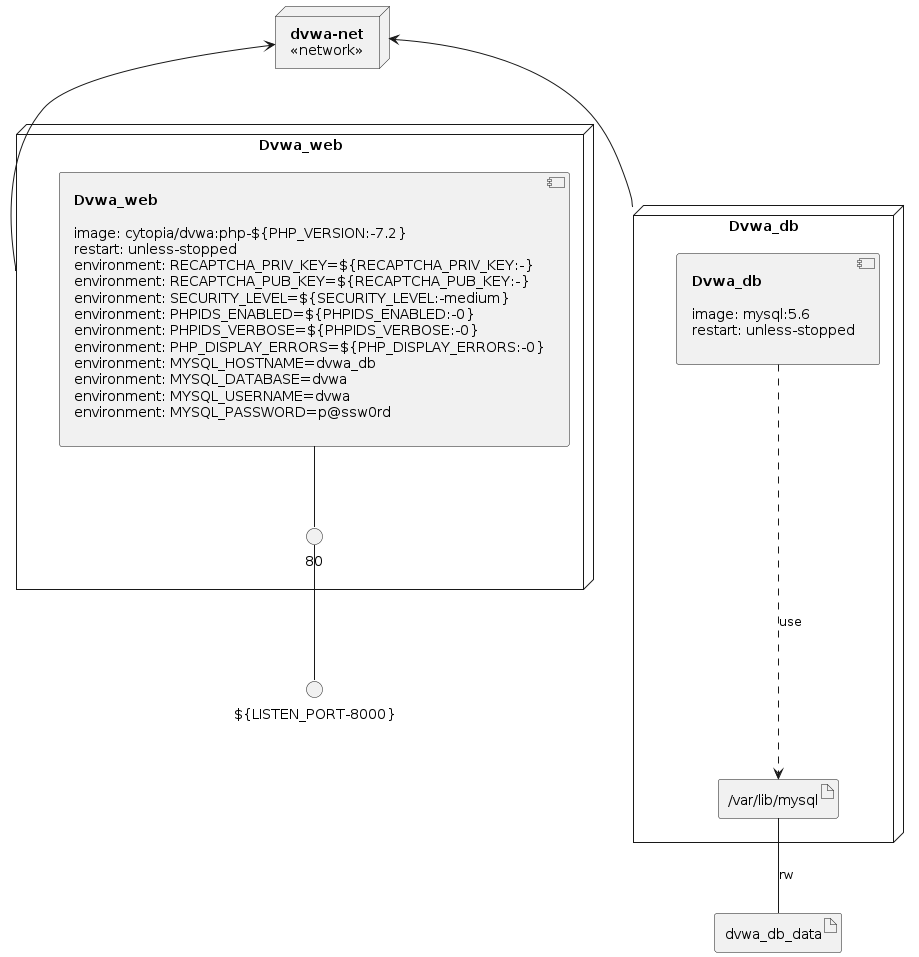 dvwa-net
«network»
Dvwa_web
Dvwa_web
image: cytopia/dvwa:php-${PHP_VERSION:-7.2}
restart: unless-stopped
environment: RECAPTCHA_PRIV_KEY=${RECAPTCHA_PRIV_KEY:-}
environment: RECAPTCHA_PUB_KEY=${RECAPTCHA_PUB_KEY:-}
environment: SECURITY_LEVEL=${SECURITY_LEVEL:-medium}
environment: PHPIDS_ENABLED=${PHPIDS_ENABLED:-0}
environment: PHPIDS_VERBOSE=${PHPIDS_VERBOSE:-0}
environment: PHP_DISPLAY_ERRORS=${PHP_DISPLAY_ERRORS:-0}
environment: MYSQL_HOSTNAME=dvwa_db
environment: MYSQL_DATABASE=dvwa
environment: MYSQL_USERNAME=dvwa
environment: MYSQL_PASSWORD=p@ssw0rd
80
${LISTEN_PORT-8000}
Dvwa_db
Dvwa_db
image: mysql:5.6
restart: unless-stopped
use
/var/lib/mysql
rw
dvwa_db_data